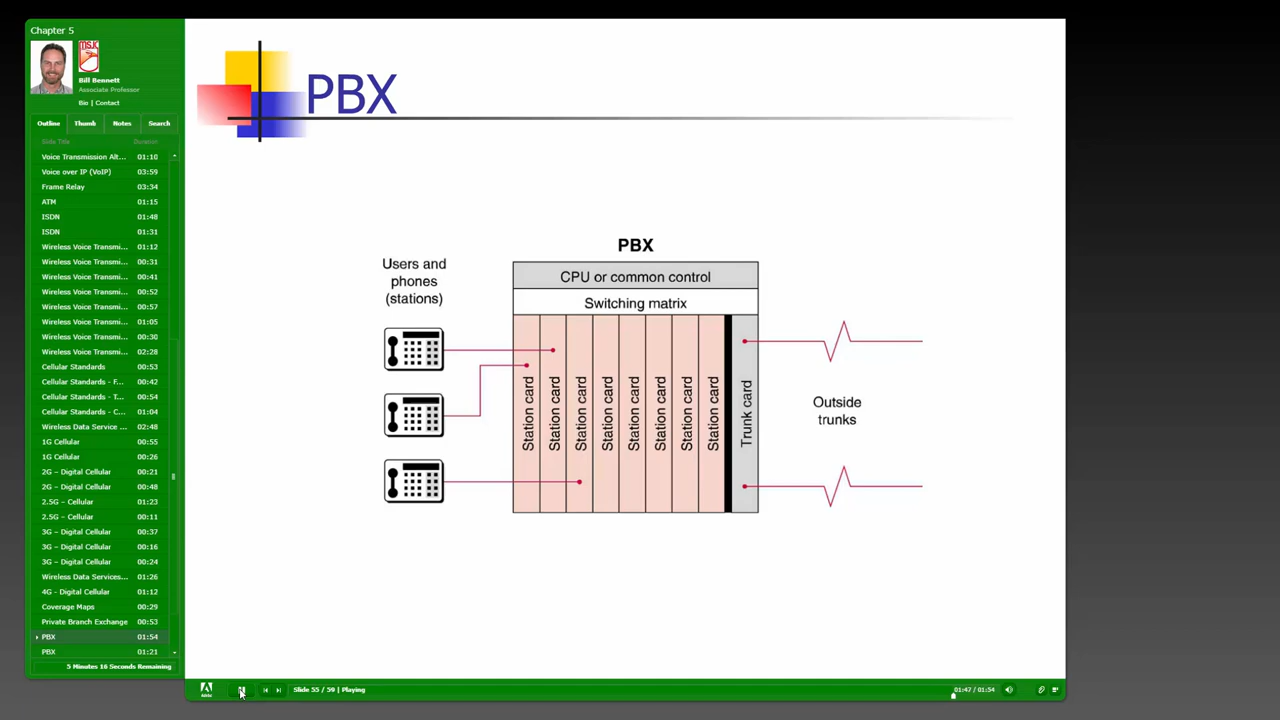 Chapter 5
Bill Bennett
Associate Professor
Bio | Contact
Outline
Thumb
Notes
Search
Slide Title
Duration
Voice Transmission Alt... 01:10
Voice over IP (VoIP) 03:59
Frame Relay 03:34
ATM 01:15
ISDN 01:48
ISDN 01:31
Wireless Voice Transmi... 01:12
Wireless Voice Transmi... 00:31
Wireless Voice Transmi... 00:41
Wireless Voice Transmi... 00:52
Wireless Voice Transmi... 00:57
Wireless Voice Transmi... 01:05
Wireless Voice Transmi... 00:30
Wireless Voice Transmi... 02:28
Cellular Standards 00:53
Cellular Standards - F... 00:42
Cellular Standards - T... 00:54
Cellular Standards - C... 01:04
Wireless Data Service ... 02:48
1G Cellular 00:55
1G Cellular 00:26
2G – Digital Cellular 00:21
2G – Digital Cellular 00:48
2.5G – Cellular 01:23
2.5G – Cellular 00:11
3G – Digital Cellular 00:37
3G – Digital Cellular 00:16
3G – Digital Cellular 00:24
Wireless Data Services... 01:26
4G - Digital Cellular 01:12
Coverage Maps 00:29
Private Branch Exchange 00:53
PBX 01:54
PBX 01:21
5 Minutes 16 Seconds Remaining
PBX
PBX
CPU or common control
Switching matrix
Users and
phones
(stations)
Station card
Station card
Station card
Station card
Station card
Station card
Station card
Station card
Trunk card
Outside
trunks
Slide 55 / 59 | Playing
01:47 / 01:54